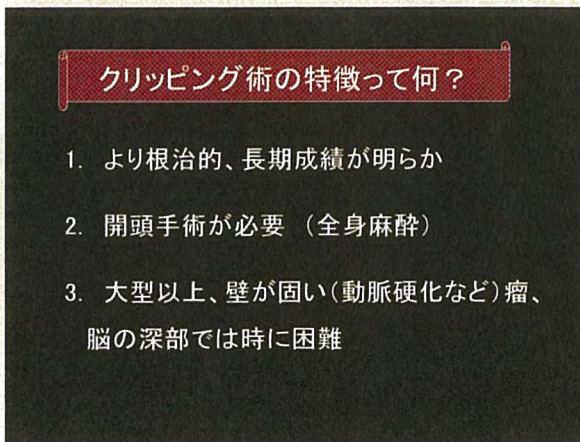 クリッピング術の特徴って何？
1. より根治的、長期成績が明らか
2. 開頭手術が必要 （全身麻酔）
3. 大型以上、壁が固い（動脈硬化など）瘤、
脳の深部では時に困難